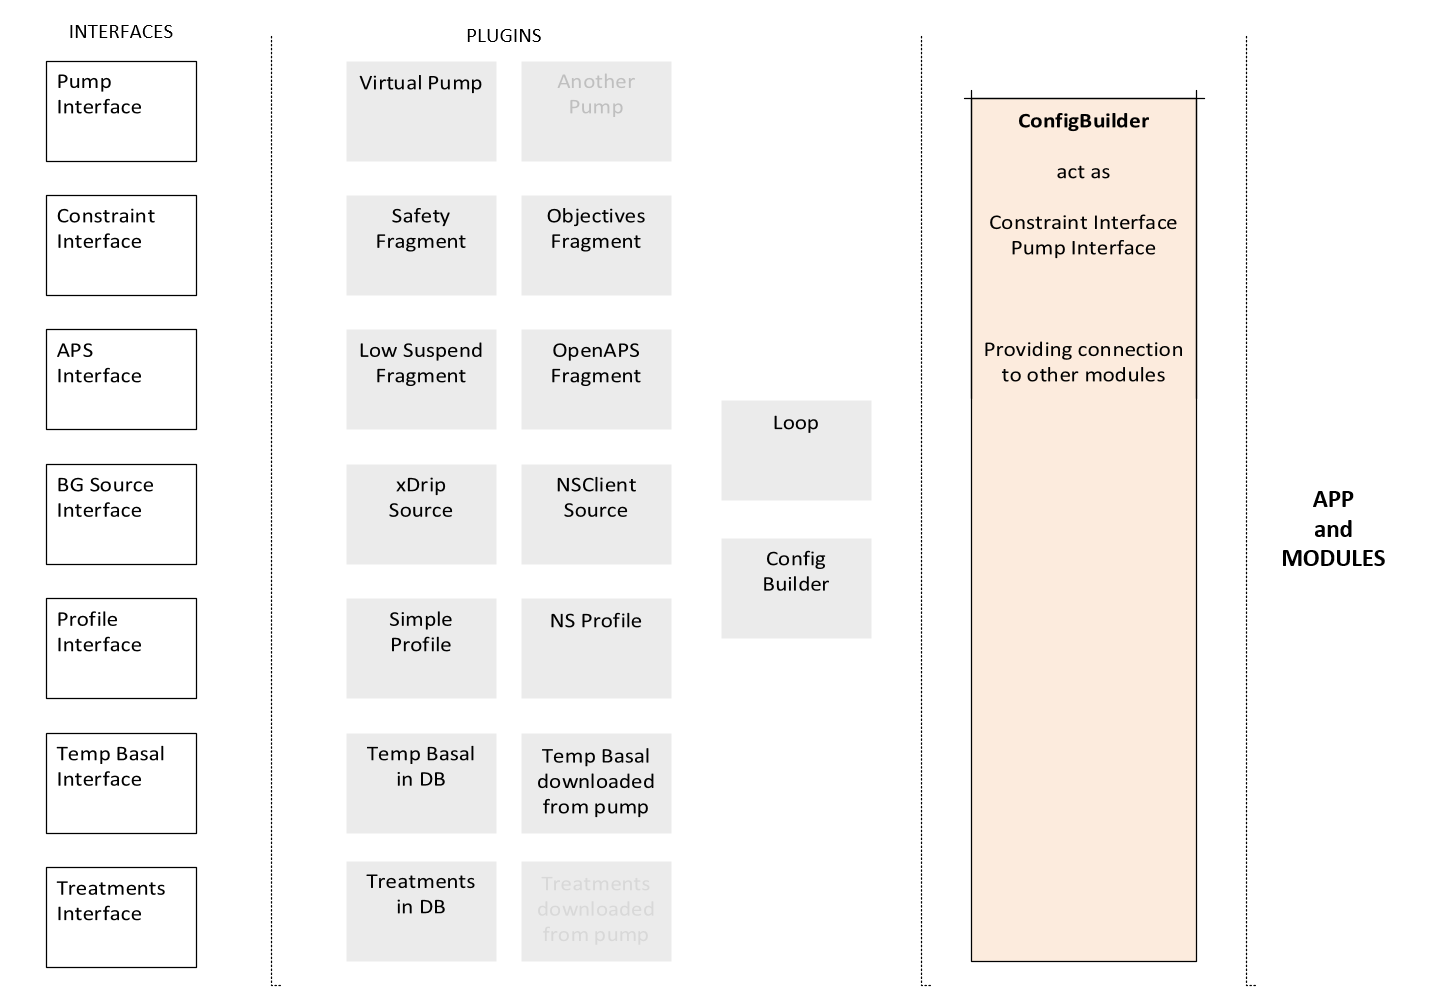 INTERFACES
PLUGINS
Pump
Interface
Virtual Pump
Another
Pump
Constraint
Interface
Safety
Fragment
Objectives
Fragment
APS
Interface
Low Suspend
Fragment
OpenAPS
Fragment
BG Source
Interface
xDrip
Source
NSClient
Source
Profile
Interface
Simple
Profile
NS Profile
Temp Basal
Interface
Temp Basal
in DB
Temp Basal
downloaded
from pump
Treatments
Interface
Treatments
in DB
Treatments
downloaded
from pump
Loop
Config
Builder
ConfigBuilder
act as
Constraint Interface
Pump Interface
Providing connection
to other modules
APP
and
MODULES